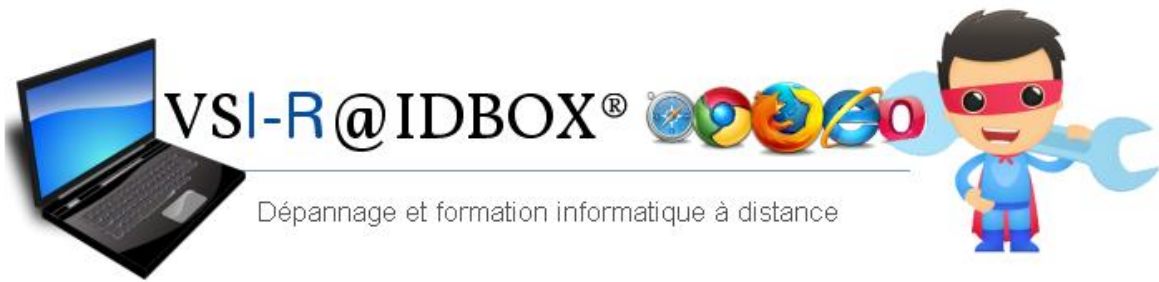 VSI-R@IDBOX®
Dépannage et formation informatique à distance